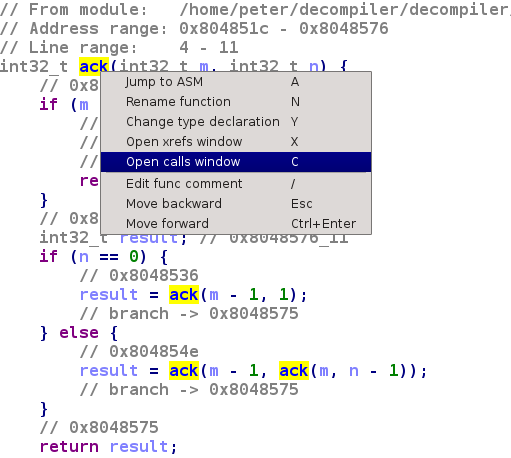 // From module:   /home/peter/decompiler/decompiler
// Address range: 0x804851c - 0x8048576
// Line range:    4 - 11
int32_t ack(int32_t m, int32_t n) {
// 0x8
if (m
//
//
//
re
}
// 0x8
Jump to ASM A
Rename function N
Change type declaration Y
Open xrefs window X
Open calls window C
Edit func comment /
Move backward Esc
Move forward Ctrl+Enter
int32_t result; // 0x8048576_11
if (n == 0) {
// 0x8048536
result = ack(m - 1, 1);
// branch -> 0x8048575
} else {
// 0x804854e
result = ack(m - 1, ack(m, n - 1));
// branch -> 0x8048575
}
// 0x8048575
return result;